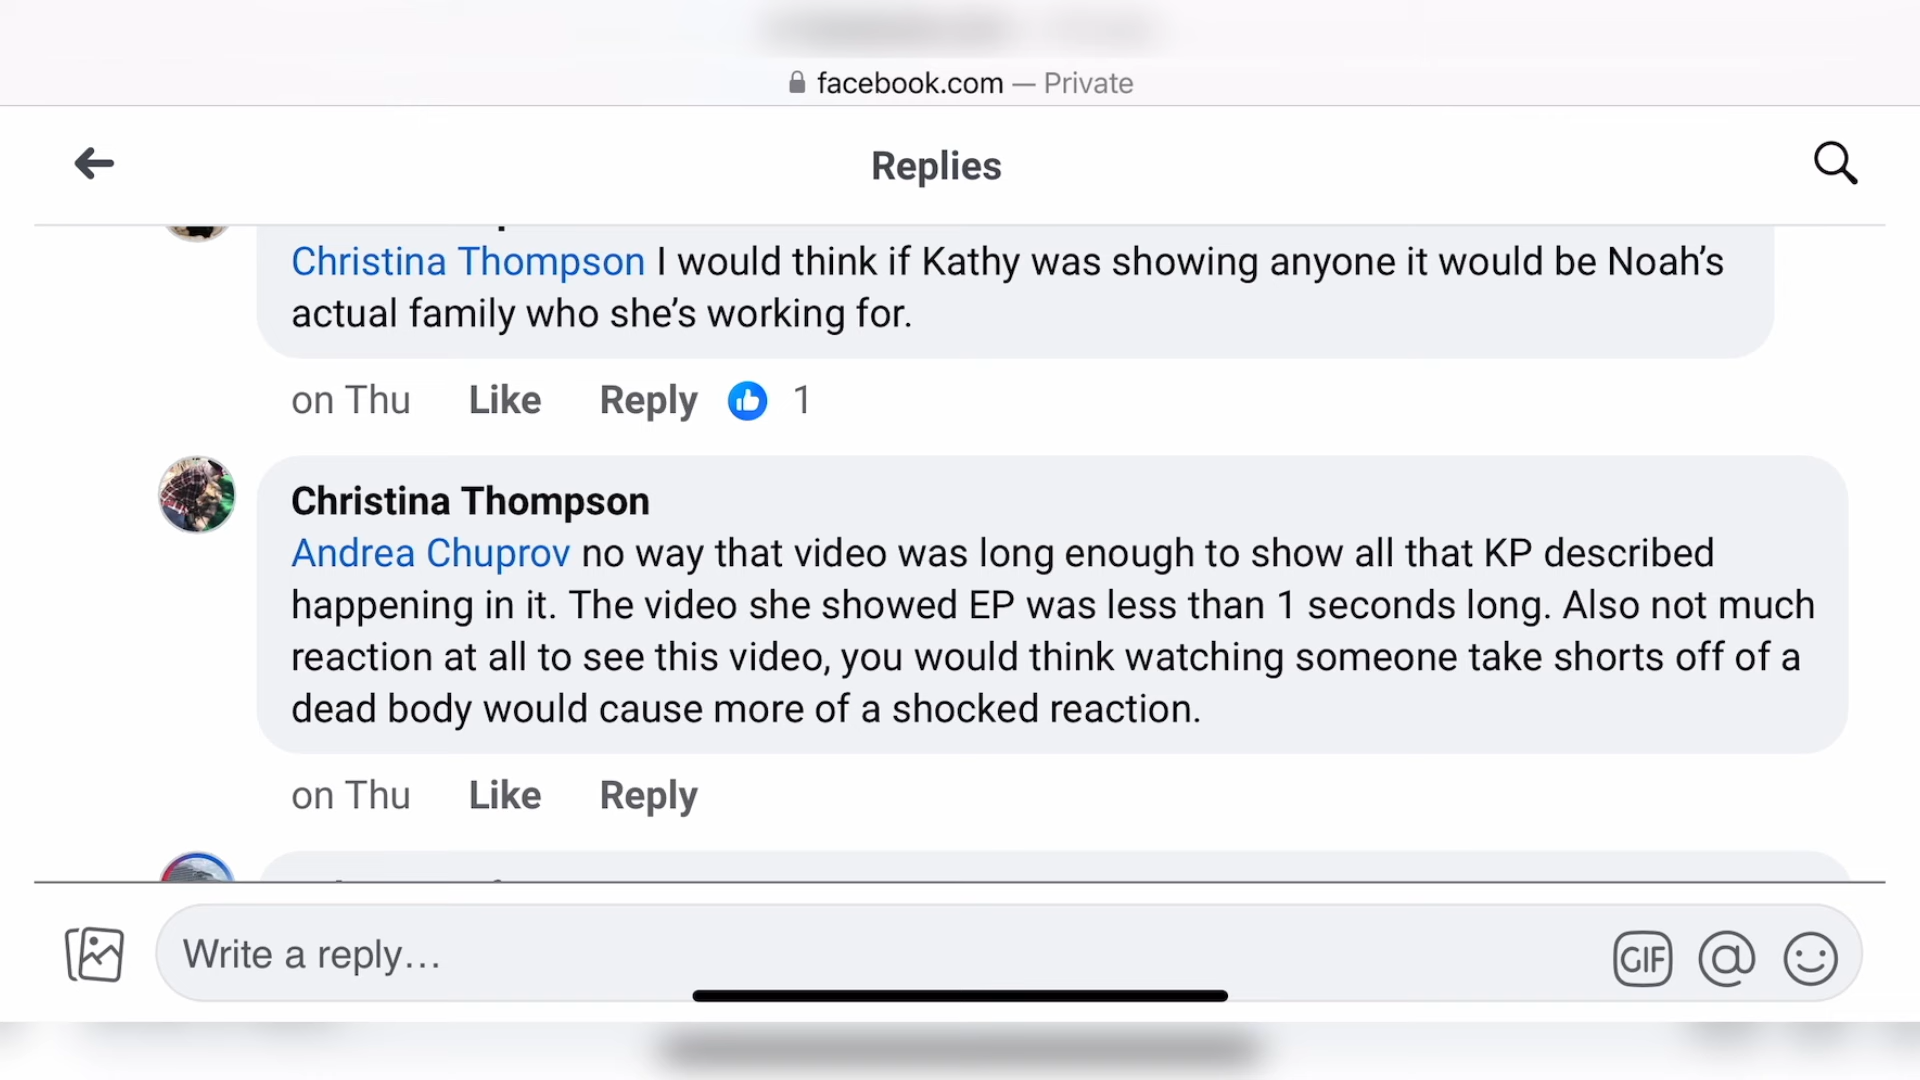 facebook.com — Private
Replies
Christina Thompson I would think if Kathy was showing anyone it would be Noah’s
actual family who she’s working for.
on Thu Like Reply 1
Christina Thompson
Andrea Chuprov no way that video was long enough to show all that KP described
happening in it. The video she showed EP was less than 1 seconds long. Also not much
reaction at all to see this video, you would think watching someone take shorts off of a
dead body would cause more of a shocked reaction.
on Thu Like Reply
Write a reply...
GIF